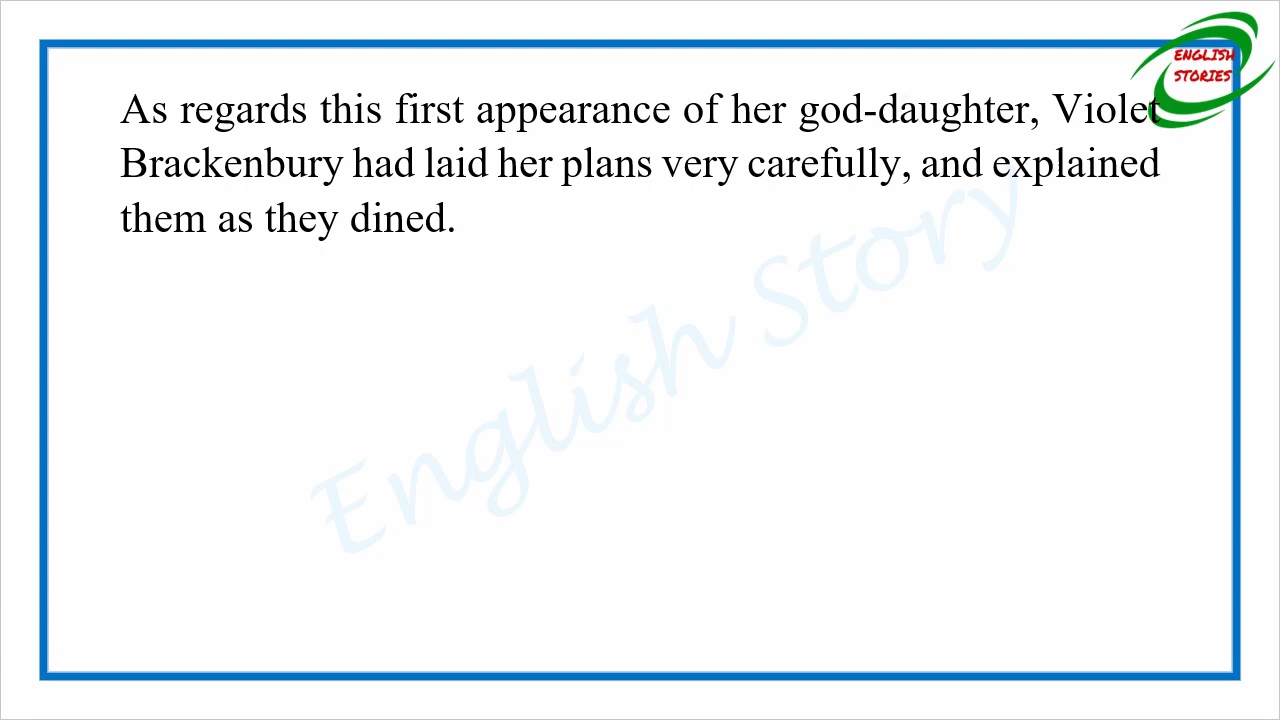 ENGLISH
STORIES
As regards this first appearance of her god-daughter, Violet
Brackenbury had laid her plans very carefully, and explained
them as they dined.
English Story